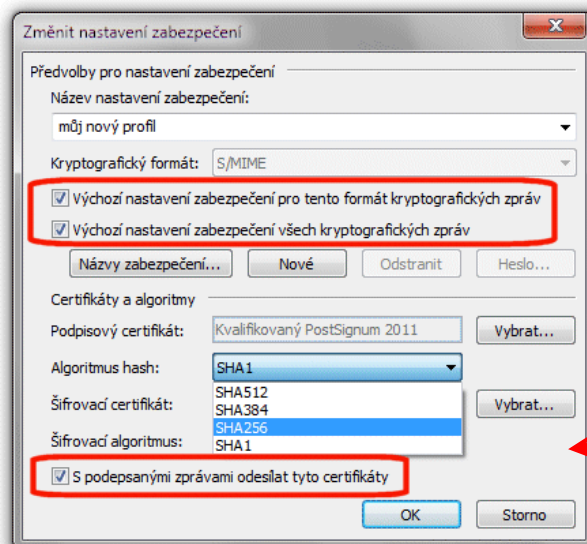 Změnit nastavení zabezpečení
Předvolby pro nastavení zabezpečení
Název nastavení zabezpečení:
můj nový profil
Kryptografický formát: S/MIME
Výchozí nastavení zabezpečení pro tento formát kryptografických zpráv
Výchozí nastavení zabezpečení všech kryptografických zpráv
Názvy zabezpečení... Nové Odstranit Heslo...
Certifikáty a algoritmy
Podpisový certifikát: Kvalifikovaný PostSignum 2011 Vybrat...
Algoritmus hash: SHA1
SHA512
Šifrovací certifikát: SHA384 Vybrat...
SHA256
Šifrovací algoritmus: SHA1
S podepsanými zprávami odesílat tyto certifikáty
OK Storno